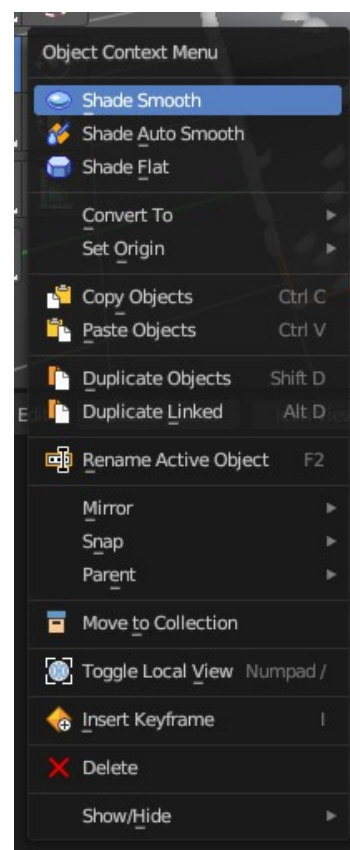 Object Context Menu
Shade Smooth
Shade Auto Smooth
Shade Flat
Convert To
Set Origin
Copy Objects Ctrl C
Paste Objects Ctrl V
Duplicate Objects Shift D
Duplicate Linked Alt D
Rename Active Object F2
Mirror
Snap
Parent
Move to Collection
Toggle Local View Numpad /
Insert Keyframe I
Delete
Show/Hide